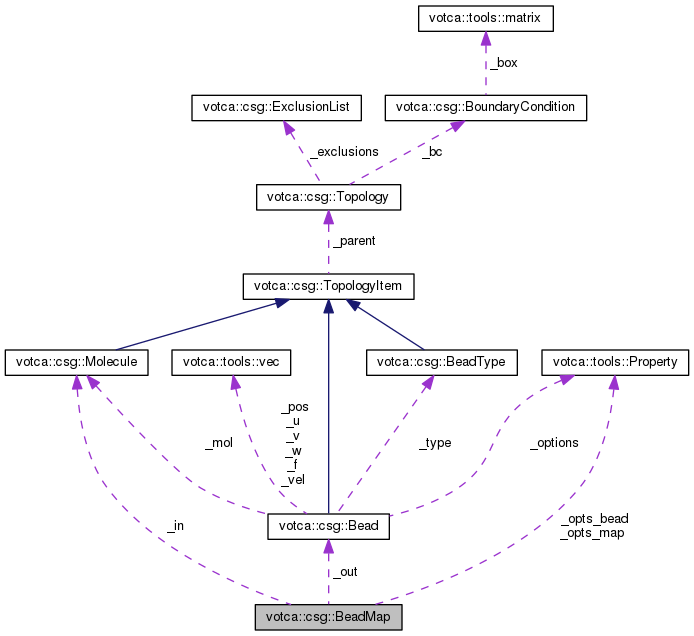 votca::tools::matrix
_box
votca::csg::ExclusionList
votca::csg::BoundaryCondition
_exclusions
_bc
votca::csg::Topology
_parent
votca::csg::TopologyItem
votca::csg::Molecule
votca::tools::vec
votca::csg::BeadType
votca::tools::Property
_mol
_pos
_u
_v
_w
_f
_vel
_type
_options
votca::csg::Bead
_in
_out
_opts_bead
_opts_map
votca::csg::BeadMap